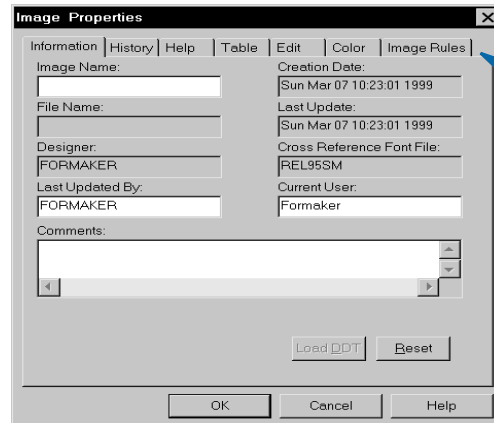 Image Properties
Information History Help Table Edit Color Image Rules
Image Name:
Creation Date:
Sun Mar 07 10:23:01 1999
File Name:
Last Update:
Sun Mar 07 10:23:01 1999
Designer:
FORMAKER
Cross Reference Font File:
REL95SM
Last Updated By:
FORMAKER
Current User:
Formaker
Comments:
Load DDT Reset
OK Cancel Help